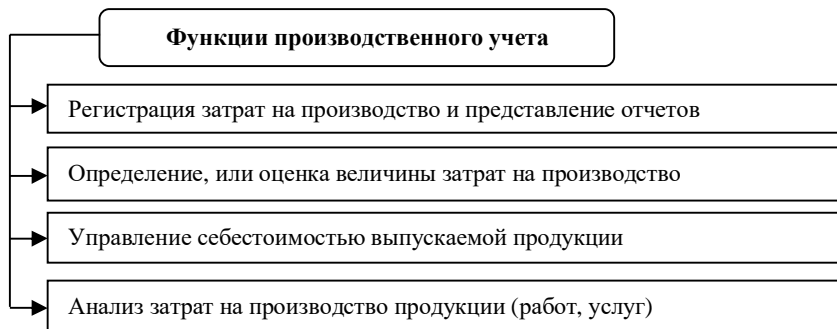 Функции производственного учета
Регистрация затрат на производство и представление отчетов
Определение, или оценка величины затрат на производство
Управление себестоимостью выпускаемой продукции
Анализ затрат на производство продукции (работ, услуг)